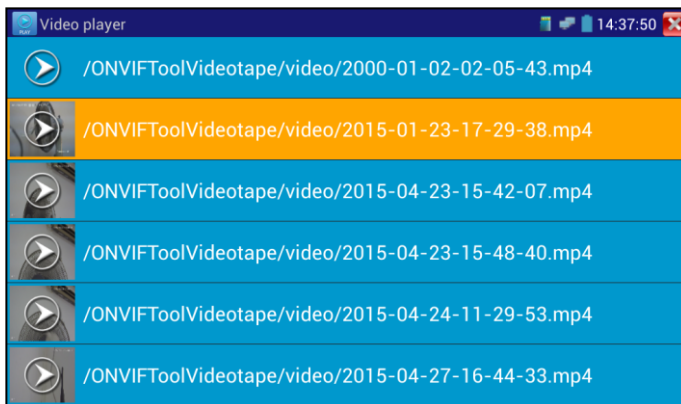 PLAY
Video player
14:37:50
/ONVIFToolVideotape/video/2000-01-02-02-05-43.mp4
/ONVIFToolVideotape/video/2015-01-23-17-29-38.mp4
/ONVIFToolVideotape/video/2015-04-23-15-42-07.mp4
/ONVIFToolVideotape/video/2015-04-23-15-48-40.mp4
/ONVIFToolVideotape/video/2015-04-24-11-29-53.mp4
/ONVIFToolVideotape/video/2015-04-27-16-44-33.mp4